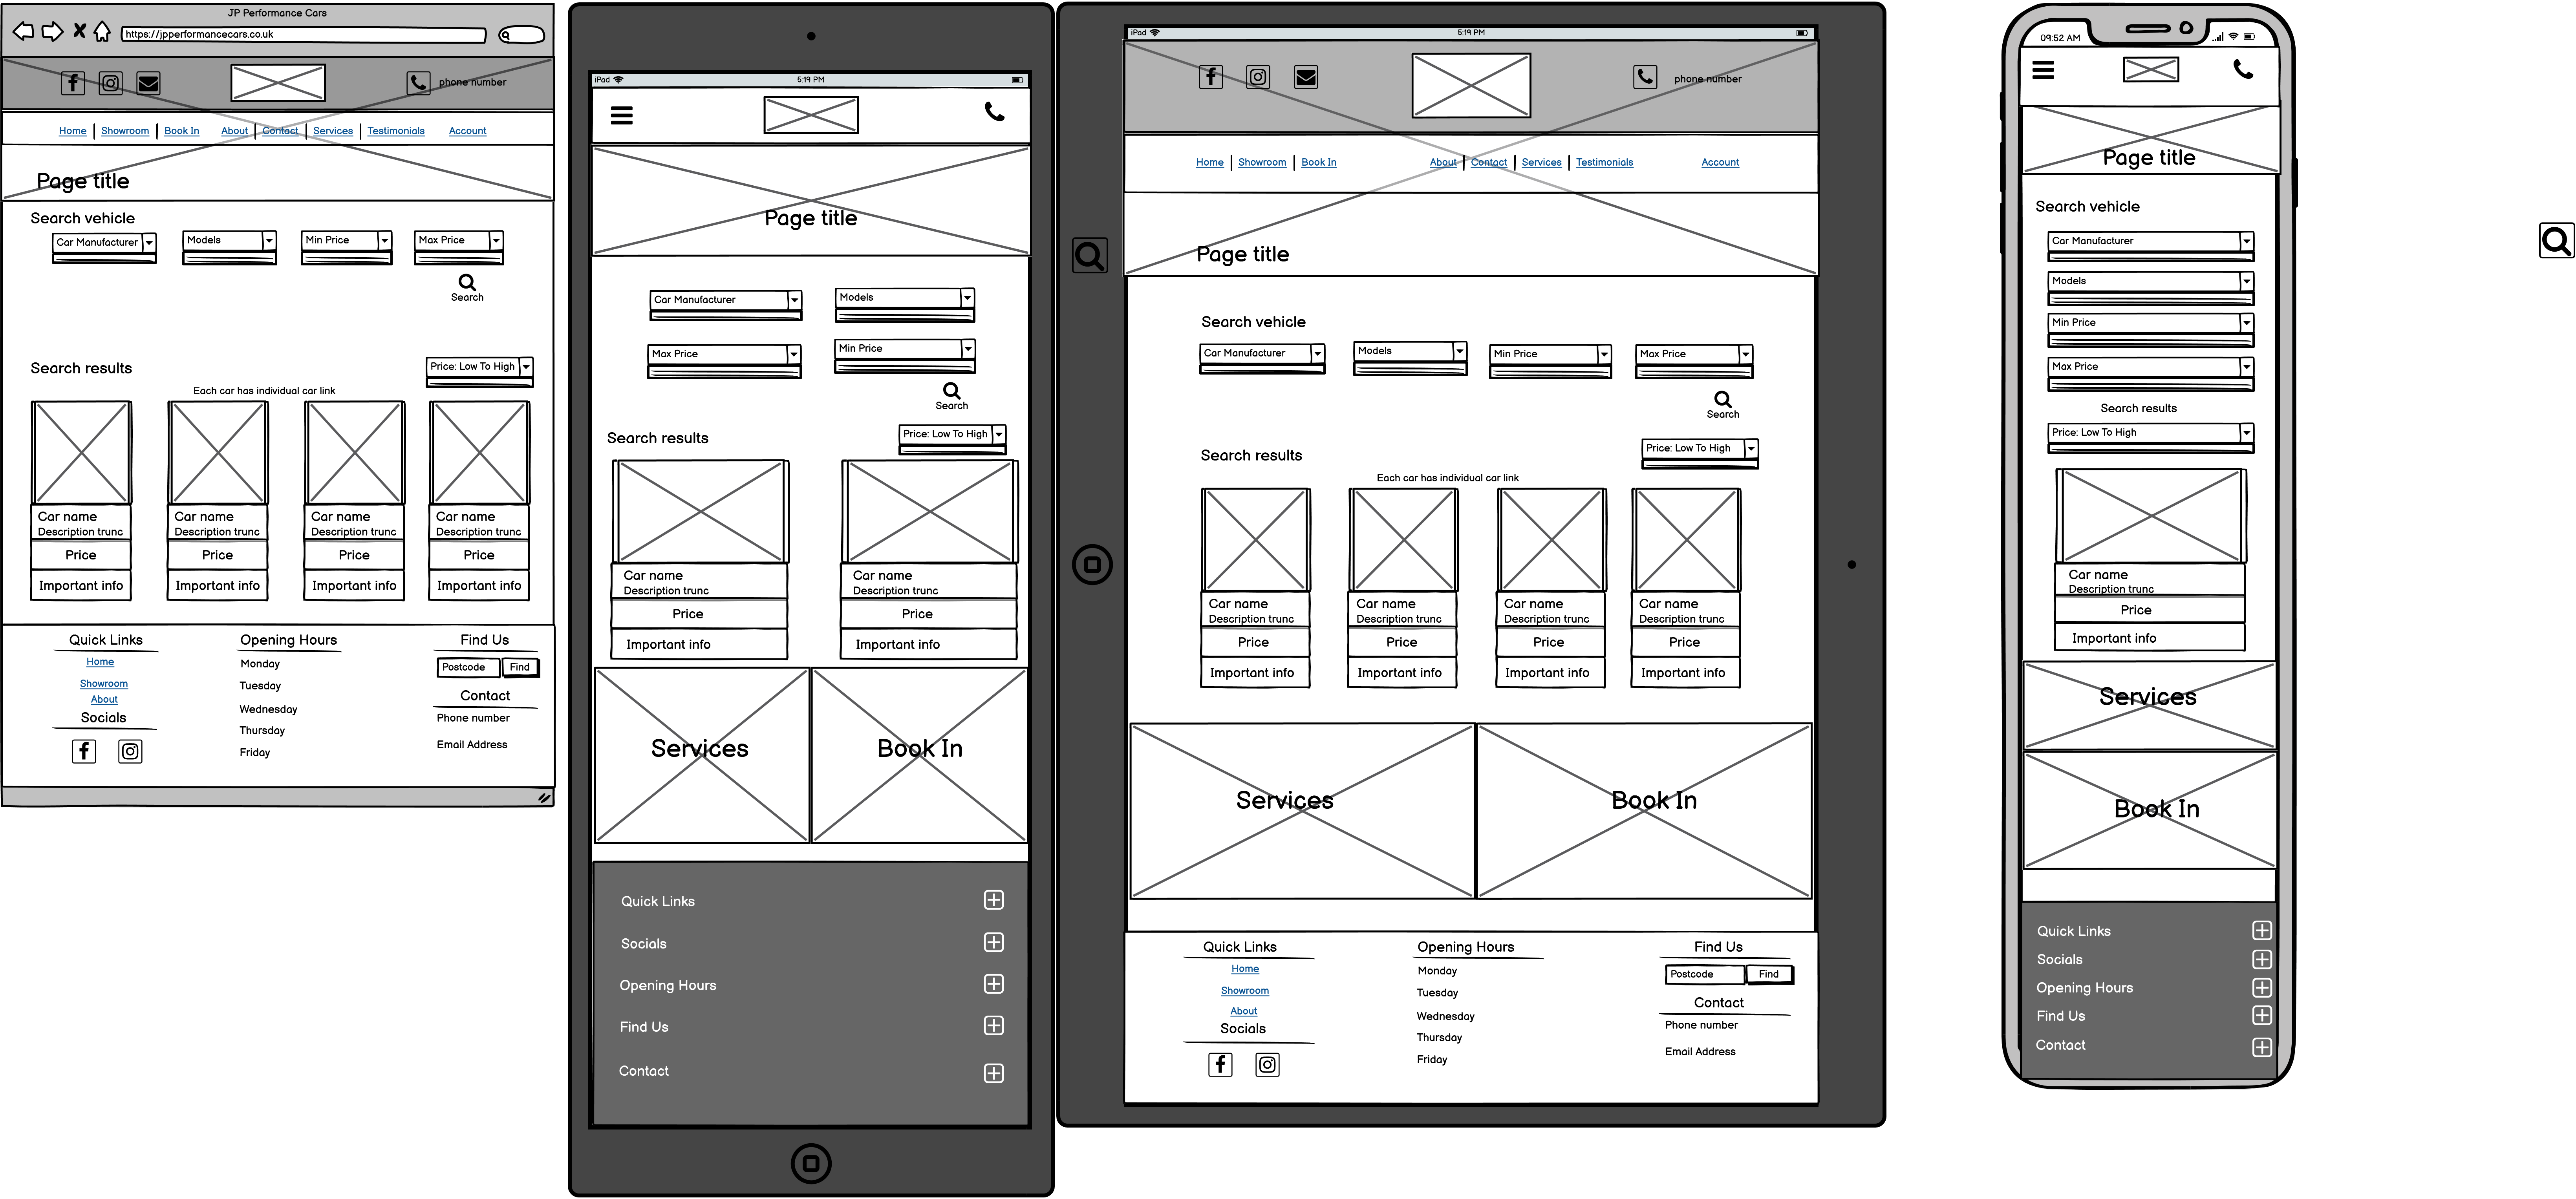 JP Performance Cars
https://jpperformancecars.co.uk
phone number
Home Showroom Book In About Contact Services Testimonials Account
Page title
Search vehicle
Car Manufacturer Models Min Price Max Price
Search
Search results
Price: Low To High
Each car has individual car link
Car name Car name Car name Car name
Description trunc Description trunc Description trunc Description trunc
Price Price Price Price
Important info Important info Important info Important info
Quick Links
Home
Showroom
About
Socials
Opening Hours
Monday
Tuesday
Wednesday
Thursday
Friday
Find Us
Postcode Find
Contact
Phone number
Email Address
iPad 5:19 PM
Page title
Car Manufacturer Models
Max Price Min Price
Search
Search results
Price: Low To High
Car name Car name
Description trunc Description trunc
Price Price
Important info Important info
Services Book In
Quick Links
Socials
Opening Hours
Find Us
Contact
iPad 5:19 PM
phone number
Home Showroom Book In About Contact Services Testimonials Account
Page title
Search vehicle
Car Manufacturer Models Min Price Max Price
Search
Search results
Price: Low To High
Each car has individual car link
Car name Car name Car name Car name
Description trunc Description trunc Description trunc Description trunc
Price Price Price Price
Important info Important info Important info Important info
Services Book In
Quick Links
Home
Showroom
About
Socials
Opening Hours
Monday
Tuesday
Wednesday
Thursday
Friday
Find Us
Postcode Find
Contact
Phone number
Email Address
09:52 AM
Page title
Search vehicle
Car Manufacturer
Models
Min Price
Max Price
Search results
Price: Low To High
Car name
Description trunc
Price
Important info
Services
Book In
Quick Links
Socials
Opening Hours
Find Us
Contact